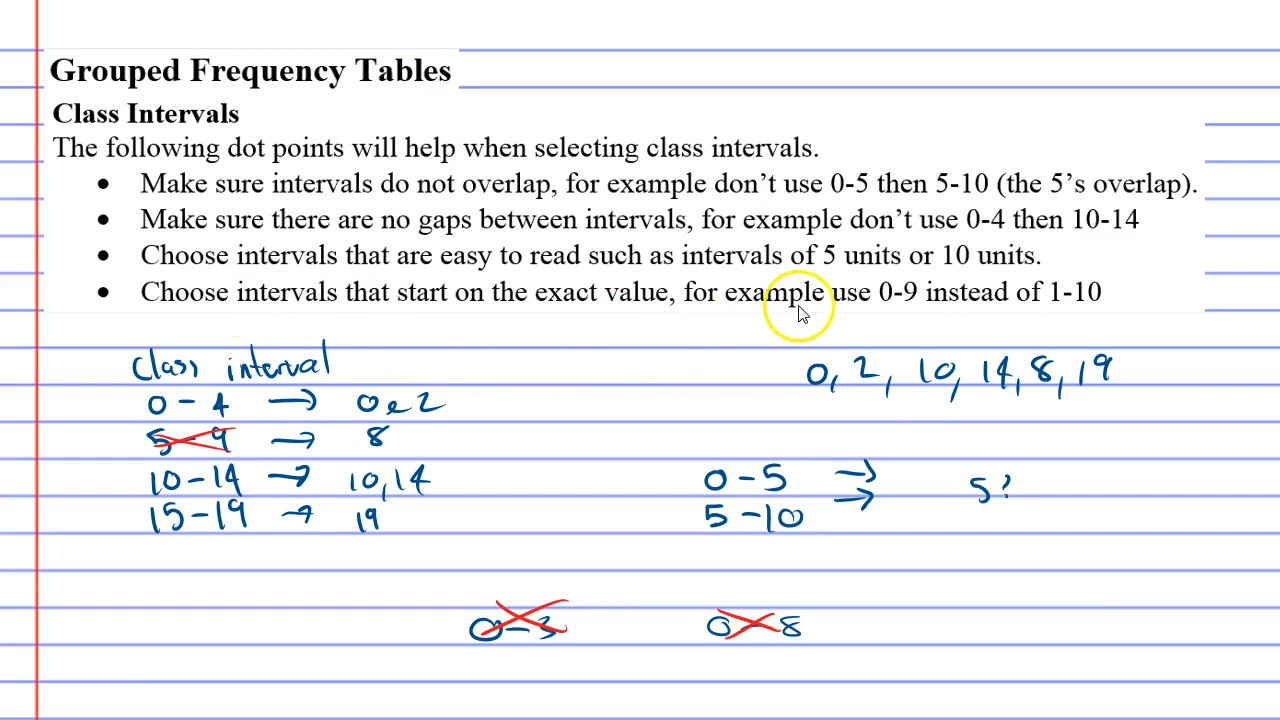 Grouped Frequency Tables
Class Intervals
The following dot points will help when selecting class intervals.
• Make sure intervals do not overlap, for example don't use 0-5 then 5-10 (the 5's overlap).
• Make sure there are no gaps between intervals, for example don't use 0-4 then 10-14
• Choose intervals that are easy to read such as intervals of 5 units or 10 units.
• Choose intervals that start on the exact value, for example use 0-9 instead of 1-10
Class interval
0, 2, 10, 14, 8, 19
0 - 4 → 0 e 2
5 - 9 → 8
10 - 14 → 10, 14
15 - 19 → 19
0 - 5 →
5 - 10 →
5?
0 - 3
0 - 8